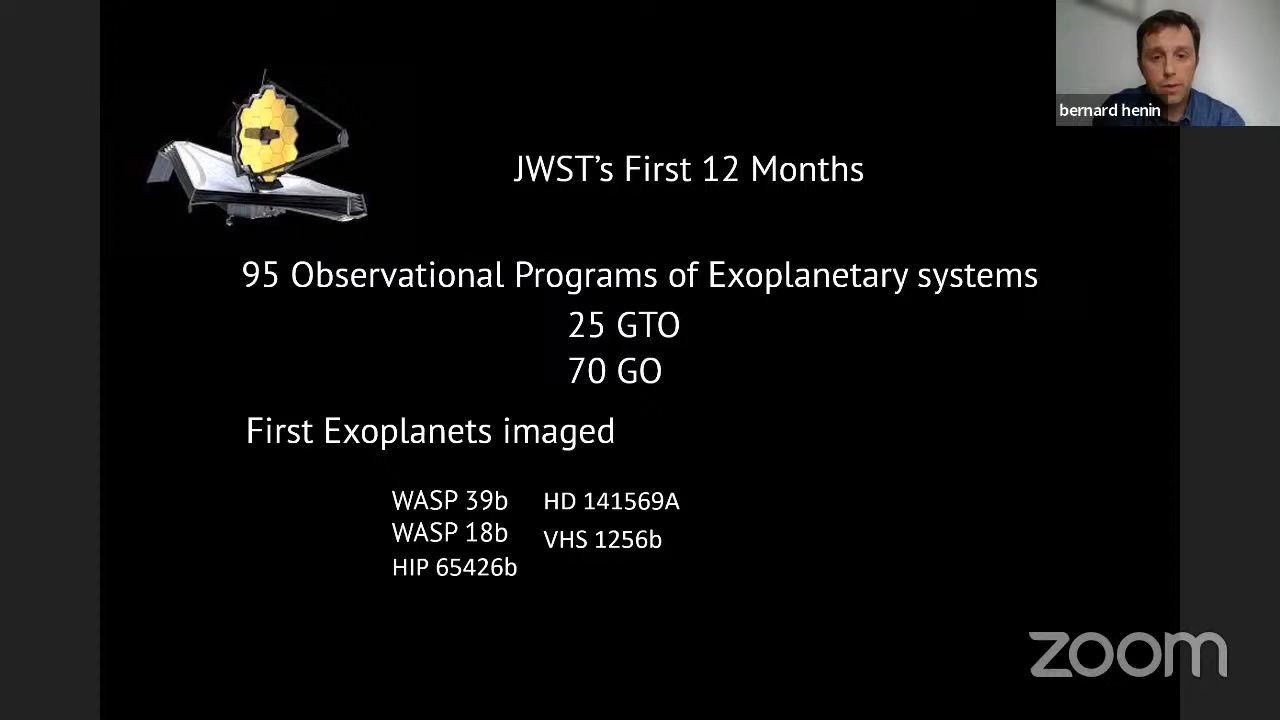 bernard henin
JWST’s First 12 Months
95 Observational Programs of Exoplanetary systems
25 GTO
70 GO
First Exoplanets imaged
WASP 39b HD 141569A
WASP 18b VHS 1256b
HIP 65426b
zoom